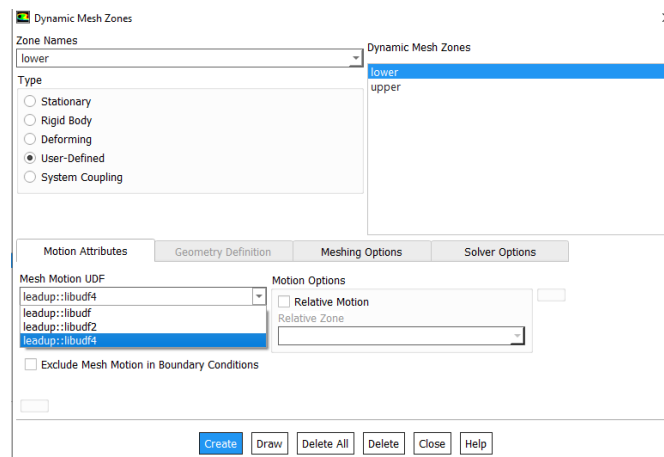 Dynamic Mesh Zones
Zone Names
lower
Dynamic Mesh Zones
lower
upper
Type
Stationary
Rigid Body
Deforming
User-Defined
System Coupling
Motion Attributes
Geometry Definition
Meshing Options
Solver Options
Mesh Motion UDF
leadup::libudf4
leadup::libudf
leadup::libudf2
leadup::libudf4
Exclude Mesh Motion in Boundary Conditions
Motion Options
Relative Motion
Relative Zone
Create
Draw
Delete All
Delete
Close
Help